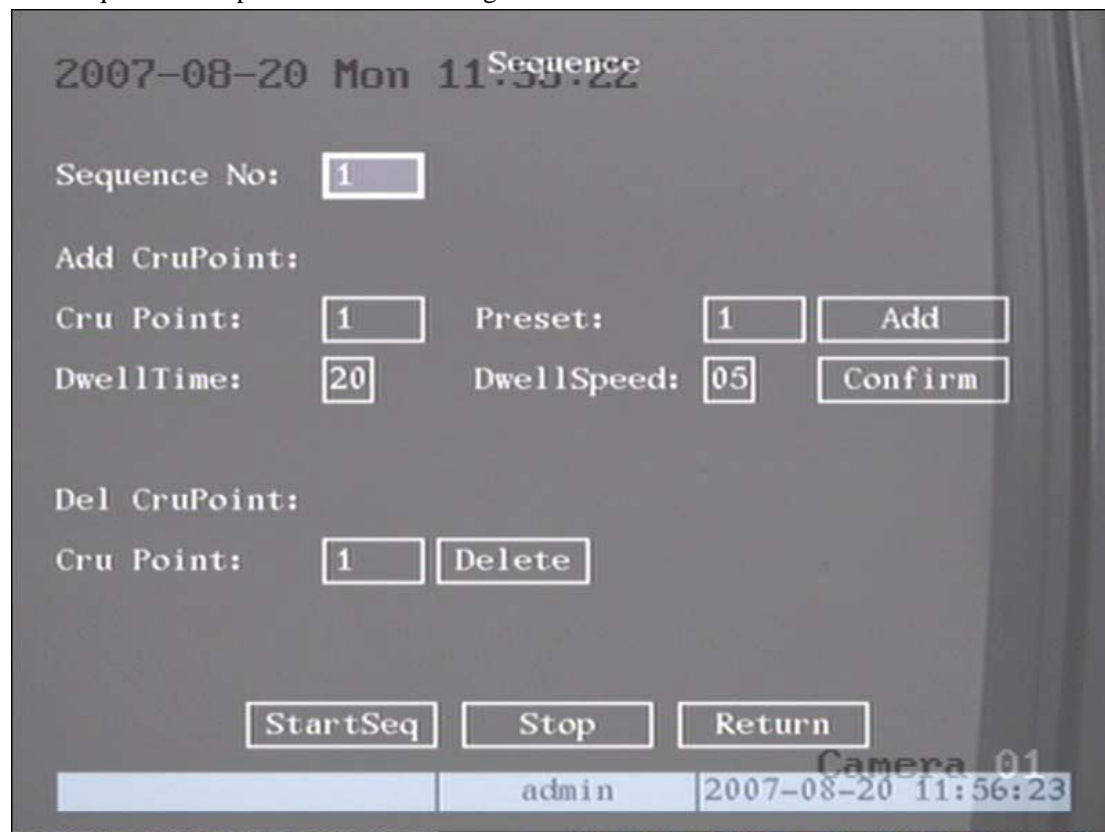 Sequence
2007-08-20 Mon
Sequence No: 1
Add CruPoint:
Cru Point: 1 Preset: 1 Add
DwellTime: 20 DwellSpeed: 05 Confirm
Del CruPoint:
Cru Point: 1 Delete
StartSeq Stop Return
Camera 01
admin 2007-08-20 11:56:23